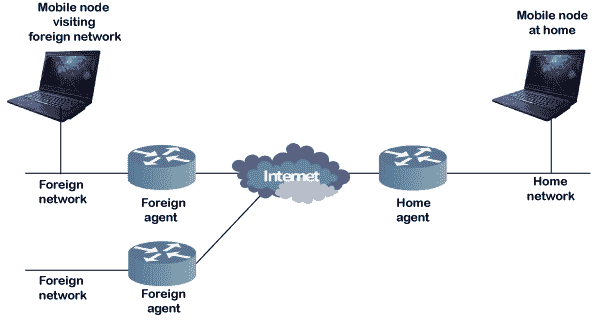 Mobile node
visiting
foreign network
Mobile node
at home
Internet
Foreign
network
Foreign
agent
Home
agent
Home
network
Foreign
network
Foreign
agent